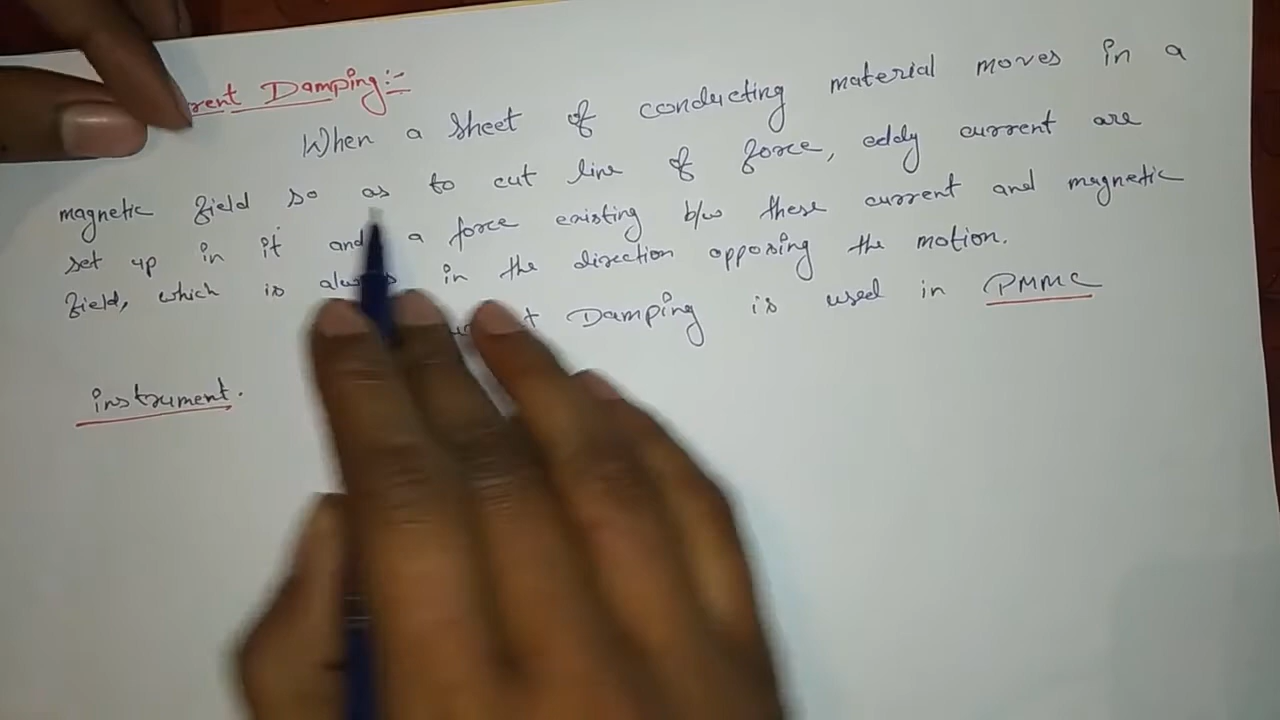 rent Damping:-
When a sheet of conducting material moves in a
magnetic field so as to cut line of force, eddy current are
set up in it and a force existing b/w these current and magnetic
field, which is always in the direction opposing the motion.
Damping is used in PMMC
instrument.